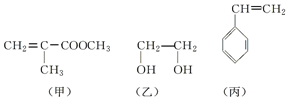 CH=CH₂
CH₂=C—COOCH₃
CH₃
CH₂—CH₂
OH OH
(甲) (乙) (丙)